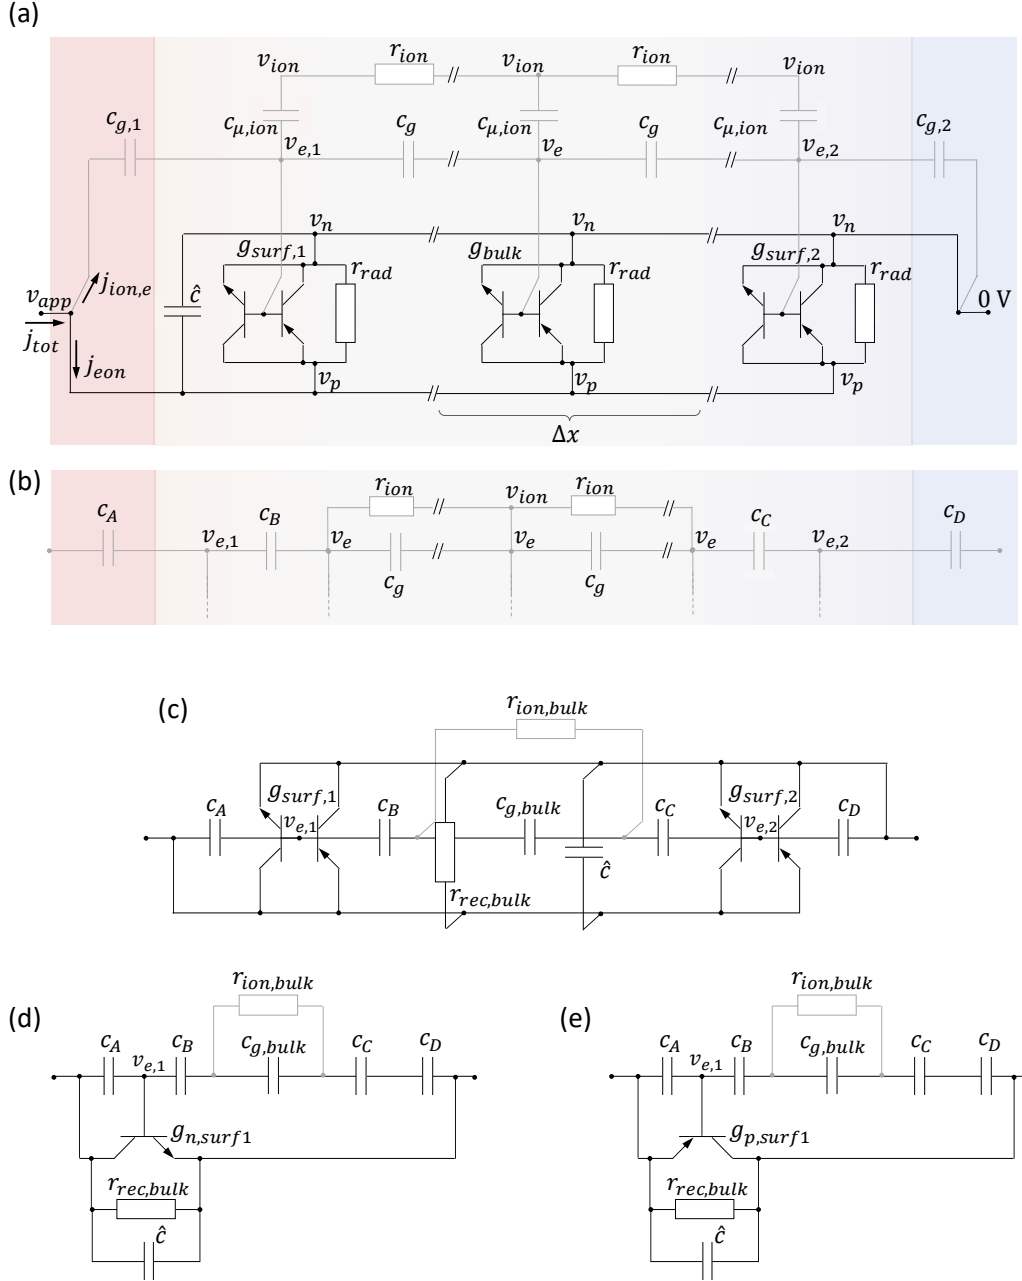 (a)
r_ion r_ion
v_ion v_ion v_ion
c_g,1 c_μ,ion c_g c_μ,ion c_g c_μ,ion c_g,2
v_e,1 v_e v_e,2
v_n v_n v_n
g_surf,1 g_bulk g_surf,2
r_rad r_rad r_rad
j_ion,e
v_app ĉ 0 V
j_tot
j_eon
v_p v_p v_p
Δx
(b)
r_ion v_ion r_ion
c_A c_B c_C c_D
v_e,1 v_e v_e v_e v_e,2
c_g c_g
(c)
r_ion,bulk
g_surf,1 g_surf,2
c_A c_B c_g,bulk c_C c_D
v_e,1 v_e,2
ĉ
r_rec,bulk
(d)
r_ion,bulk
c_A c_B c_g,bulk c_C c_D
v_e,1
g_n,surf1
r_rec,bulk
ĉ
(e)
r_ion,bulk
c_A c_B c_g,bulk c_C c_D
v_e,1
g_p,surf1
r_rec,bulk
ĉ